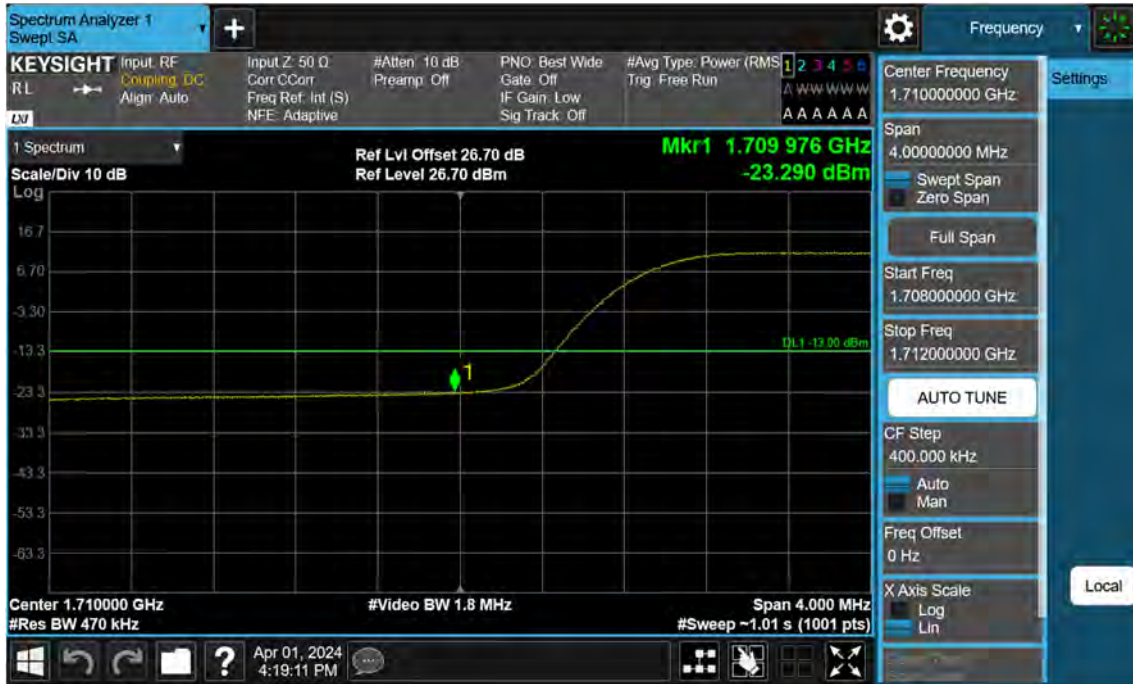 Spectrum Analyzer 1
Swept SA
Frequency
KEYSIGHT
RL
Input: RF
Coupling: DC
Align: Auto
Input Z: 50 Ω
Corr CCorr
Freq Ref: Int (S)
NFE: Adaptive
#Atten: 10 dB
Preamp: Off
PNO: Best Wide
Gate: Off
IF Gain: Low
Sig Track: Off
#Avg Type: Power (RMS
Trig: Free Run
1 2 3 4 5 6
A W W W W W
A A A A A A
LXI
1 Spectrum
Scale/Div 10 dB
Ref Lvl Offset 26.70 dB
Ref Level 26.70 dBm
Mkr1 1.709 976 GHz
-23.290 dBm
Log
16.7
6.70
-3.30
-13.3
-23.3
-33.3
-43.3
-53.3
-63.3
DL1 -13.00 dBm
1
Center 1.710000 GHz
#Res BW 470 kHz
#Video BW 1.8 MHz
Span 4.000 MHz
#Sweep ~1.01 s (1001 pts)
Center Frequency
1.710000000 GHz
Settings
Span
4.00000000 MHz
Swept Span
Zero Span
Full Span
Start Freq
1.708000000 GHz
Stop Freq
1.712000000 GHz
AUTO TUNE
CF Step
400.000 kHz
Auto
Man
Freq Offset
0 Hz
X Axis Scale
Log
Lin
Local
?
Apr 01, 2024
4:19:11 PM